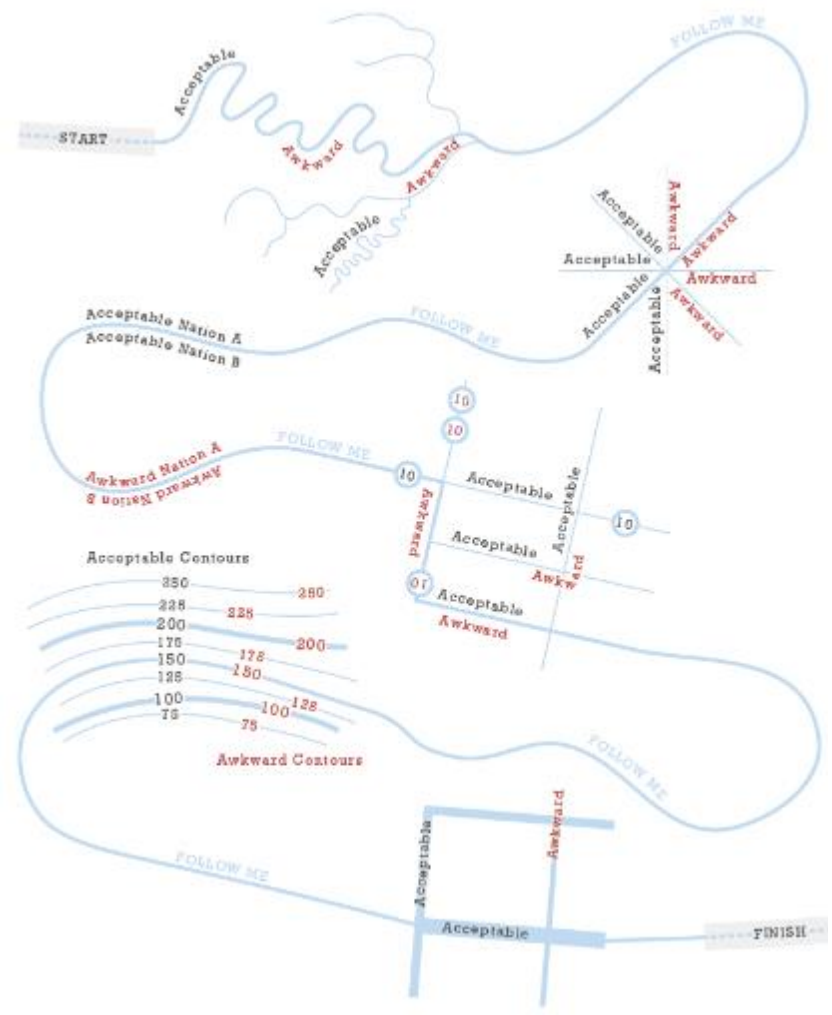 FOLLOW ME
Acceptable
START
Awkward
Awkward
Acceptable
Acceptable
Awkward
Awkward
Acceptable
Awkward
Acceptable
Acceptable
Awkward
Acceptable Nation A
Acceptable Nation B
FOLLOW ME
10
10
Awkward Nation A
Awkward Nation B
FOLLOW ME
10
Acceptable
Acceptable
10
Awkward
Acceptable
Awkward
10
Acceptable
Awkward
Acceptable Contours
250
250
225
225
200
200
175
175
150
150
125
125
100
100
75
75
Awkward Contours
FOLLOW ME
Acceptable
Awkward
FOLLOW ME
Acceptable
FINISH